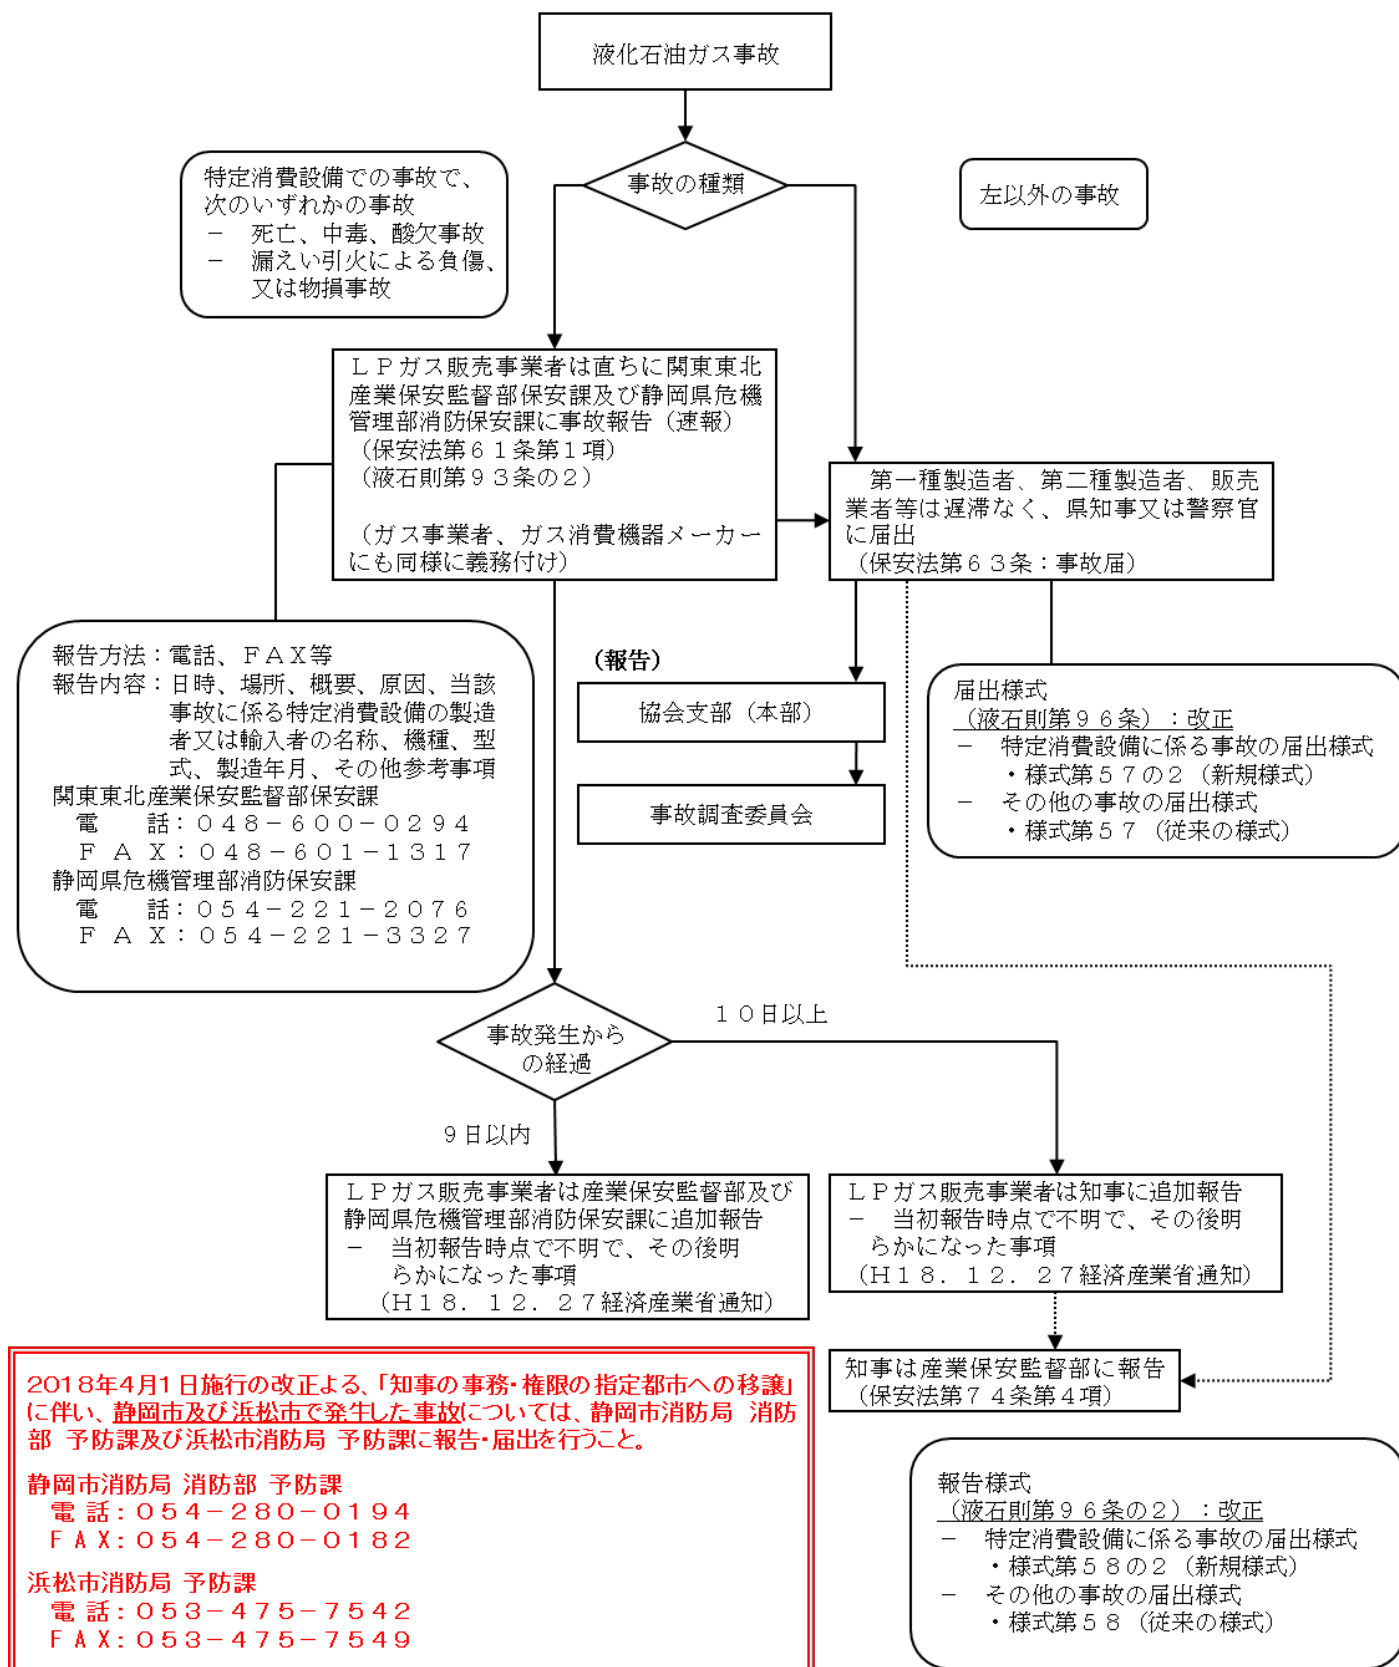 液化石油ガス事故
事故の種類
特定消費設備での事故で、
次のいずれかの事故
－　死亡、中毒、酸欠事故
－　漏えい引火による負傷、
又は物損事故
左以外の事故
ＬＰガス販売事業者は直ちに関東東北
産業保安監督部保安課及び静岡県危機
管理部消防保安課に事故報告（速報）
（保安法第６１条第１項）
（液石則第９３条の２）
（ガス事業者、ガス消費機器メーカー
にも同様に義務付け）
第一種製造者、第二種製造者、販売
業者等は遅滞なく、県知事又は警察官
に届出
（保安法第６３条：事故届）
報告方法：電話、ＦＡＸ等
報告内容：日時、場所、概要、原因、当該
事故に係る特定消費設備の製造
者又は輸入者の名称、機種、型
式、製造年月、その他参考事項
関東東北産業保安監督部保安課
電　　話：０４８－６００－０２９４
Ｆ Ａ Ｘ：０４８－６０１－１３１７
静岡県危機管理部消防保安課
電　　話：０５４－２２１－２０７６
Ｆ Ａ Ｘ：０５４－２２１－３３２７
（報告）
協会支部（本部）
事故調査委員会
届出様式
（液石則第９６条）：改正
－　特定消費設備に係る事故の届出様式
・様式第５７の２（新規様式）
－　その他の事故の届出様式
・様式第５７（従来の様式）
事故発生から
の経過
１０日以上
９日以内
ＬＰガス販売事業者は産業保安監督部及び
静岡県危機管理部消防保安課に追加報告
－　当初報告時点で不明で、その後明
らかになった事項
（Ｈ１８．１２．２７経済産業省通知）
ＬＰガス販売事業者は知事に追加報告
－　当初報告時点で不明で、その後明
らかになった事項
（Ｈ１８．１２．２７経済産業省通知）
知事は産業保安監督部に報告
（保安法第７４条第４項）
2018年4月1日施行の改正よる、「知事の事務・権限の指定都市への移譲」
に伴い、静岡市及び浜松市で発生した事故については、静岡市消防局 消防
部 予防課及び浜松市消防局 予防課に報告・届出を行うこと。
静岡市消防局 消防部 予防課
電 話：０５４－２８０－０１９４
ＦＡＸ：０５４－２８０－０１８２
浜松市消防局 予防課
電 話：０５３－４７５－７５４２
ＦＡＸ：０５３－４７５－７５４９
報告様式
（液石則第９６条の２）：改正
－　特定消費設備に係る事故の届出様式
・様式第５８の２（新規様式）
－　その他の事故の届出様式
・様式第５８（従来の様式）